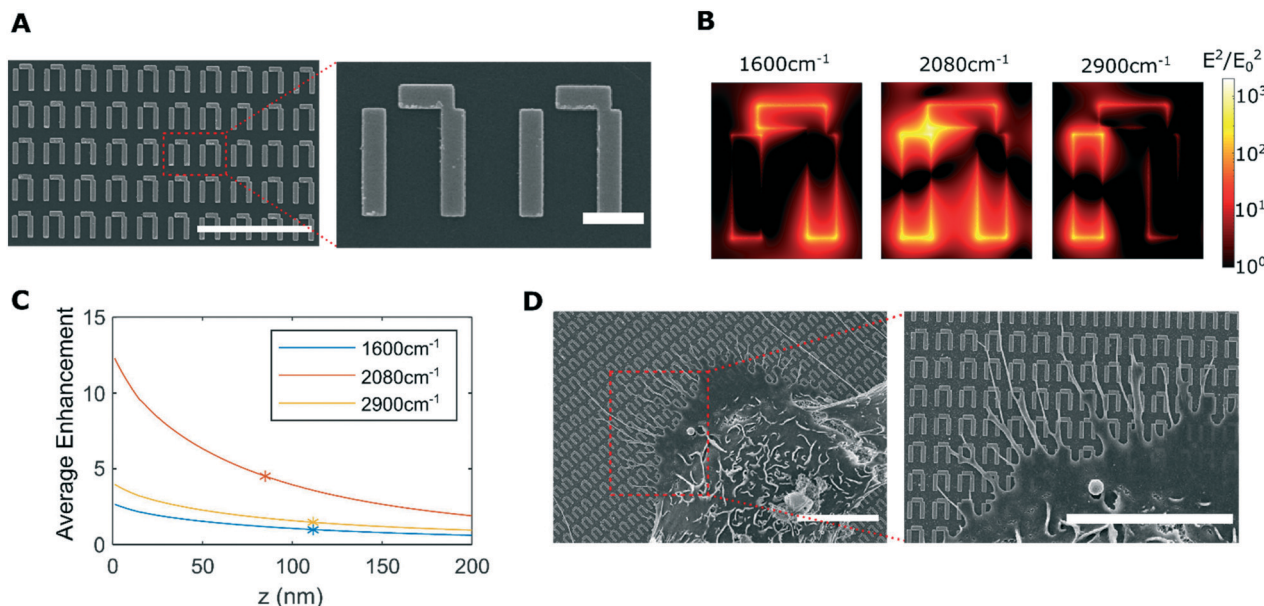 A
B
1600cm⁻¹
2080cm⁻¹
2900cm⁻¹
E²/E₀²
10³
10²
10¹
10⁰
C
15
10
5
0
Average Enhancement
1600cm⁻¹
2080cm⁻¹
2900cm⁻¹
0
50
100
150
200
z (nm)
D